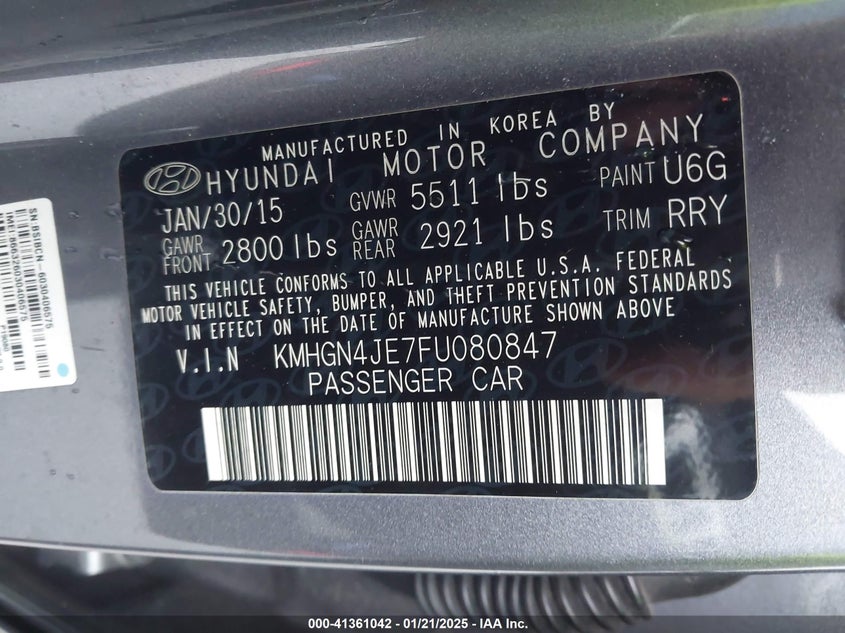 MANUFACTURED IN KOREA BY
HYUNDAI MOTOR COMPANY
JAN/30/15 GVWR 5511 lbs PAINT U6G
GAWR FRONT 2800 lbs GAWR REAR 2921 lbs TRIM RRY
THIS VEHICLE CONFORMS TO ALL APPLICABLE U.S.A. FEDERAL
MOTOR VEHICLE SAFETY, BUMPER, AND THEFT PREVENTION STANDARDS
IN EFFECT ON THE DATE OF MANUFACTURE SHOWN ABOVE
V.I.N KMHGN4JE7FU080847
PASSENGER CAR
SN:BSIBCN-6030406676
000-41361042 / 01/21/2025 / IAA Inc.